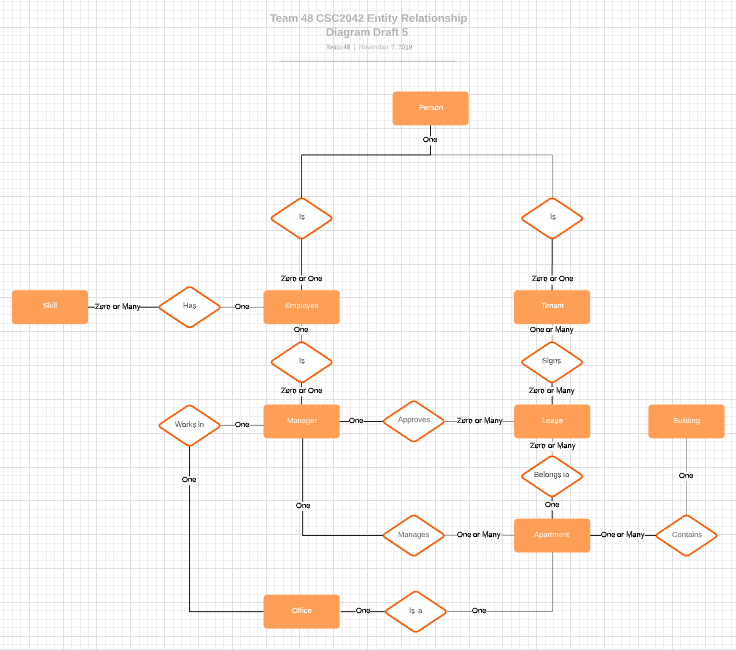 Team 48 CSC2042 Entity Relationship
Diagram Draft 5
Team 48 | November 7, 2019
Person
One
Is
Is
Zero or One
Zero or One
Skill
Zero or Many
Has
One
Employee
Tenant
One
One or Many
Is
Signs
Zero or One
Zero or Many
Works in
One
Manager
One
Approves
Zero or Many
Lease
Building
Zero or Many
Belongs to
One
One
One
One
Manages
One or Many
Apartment
One or Many
Contains
Office
One
Is a
One